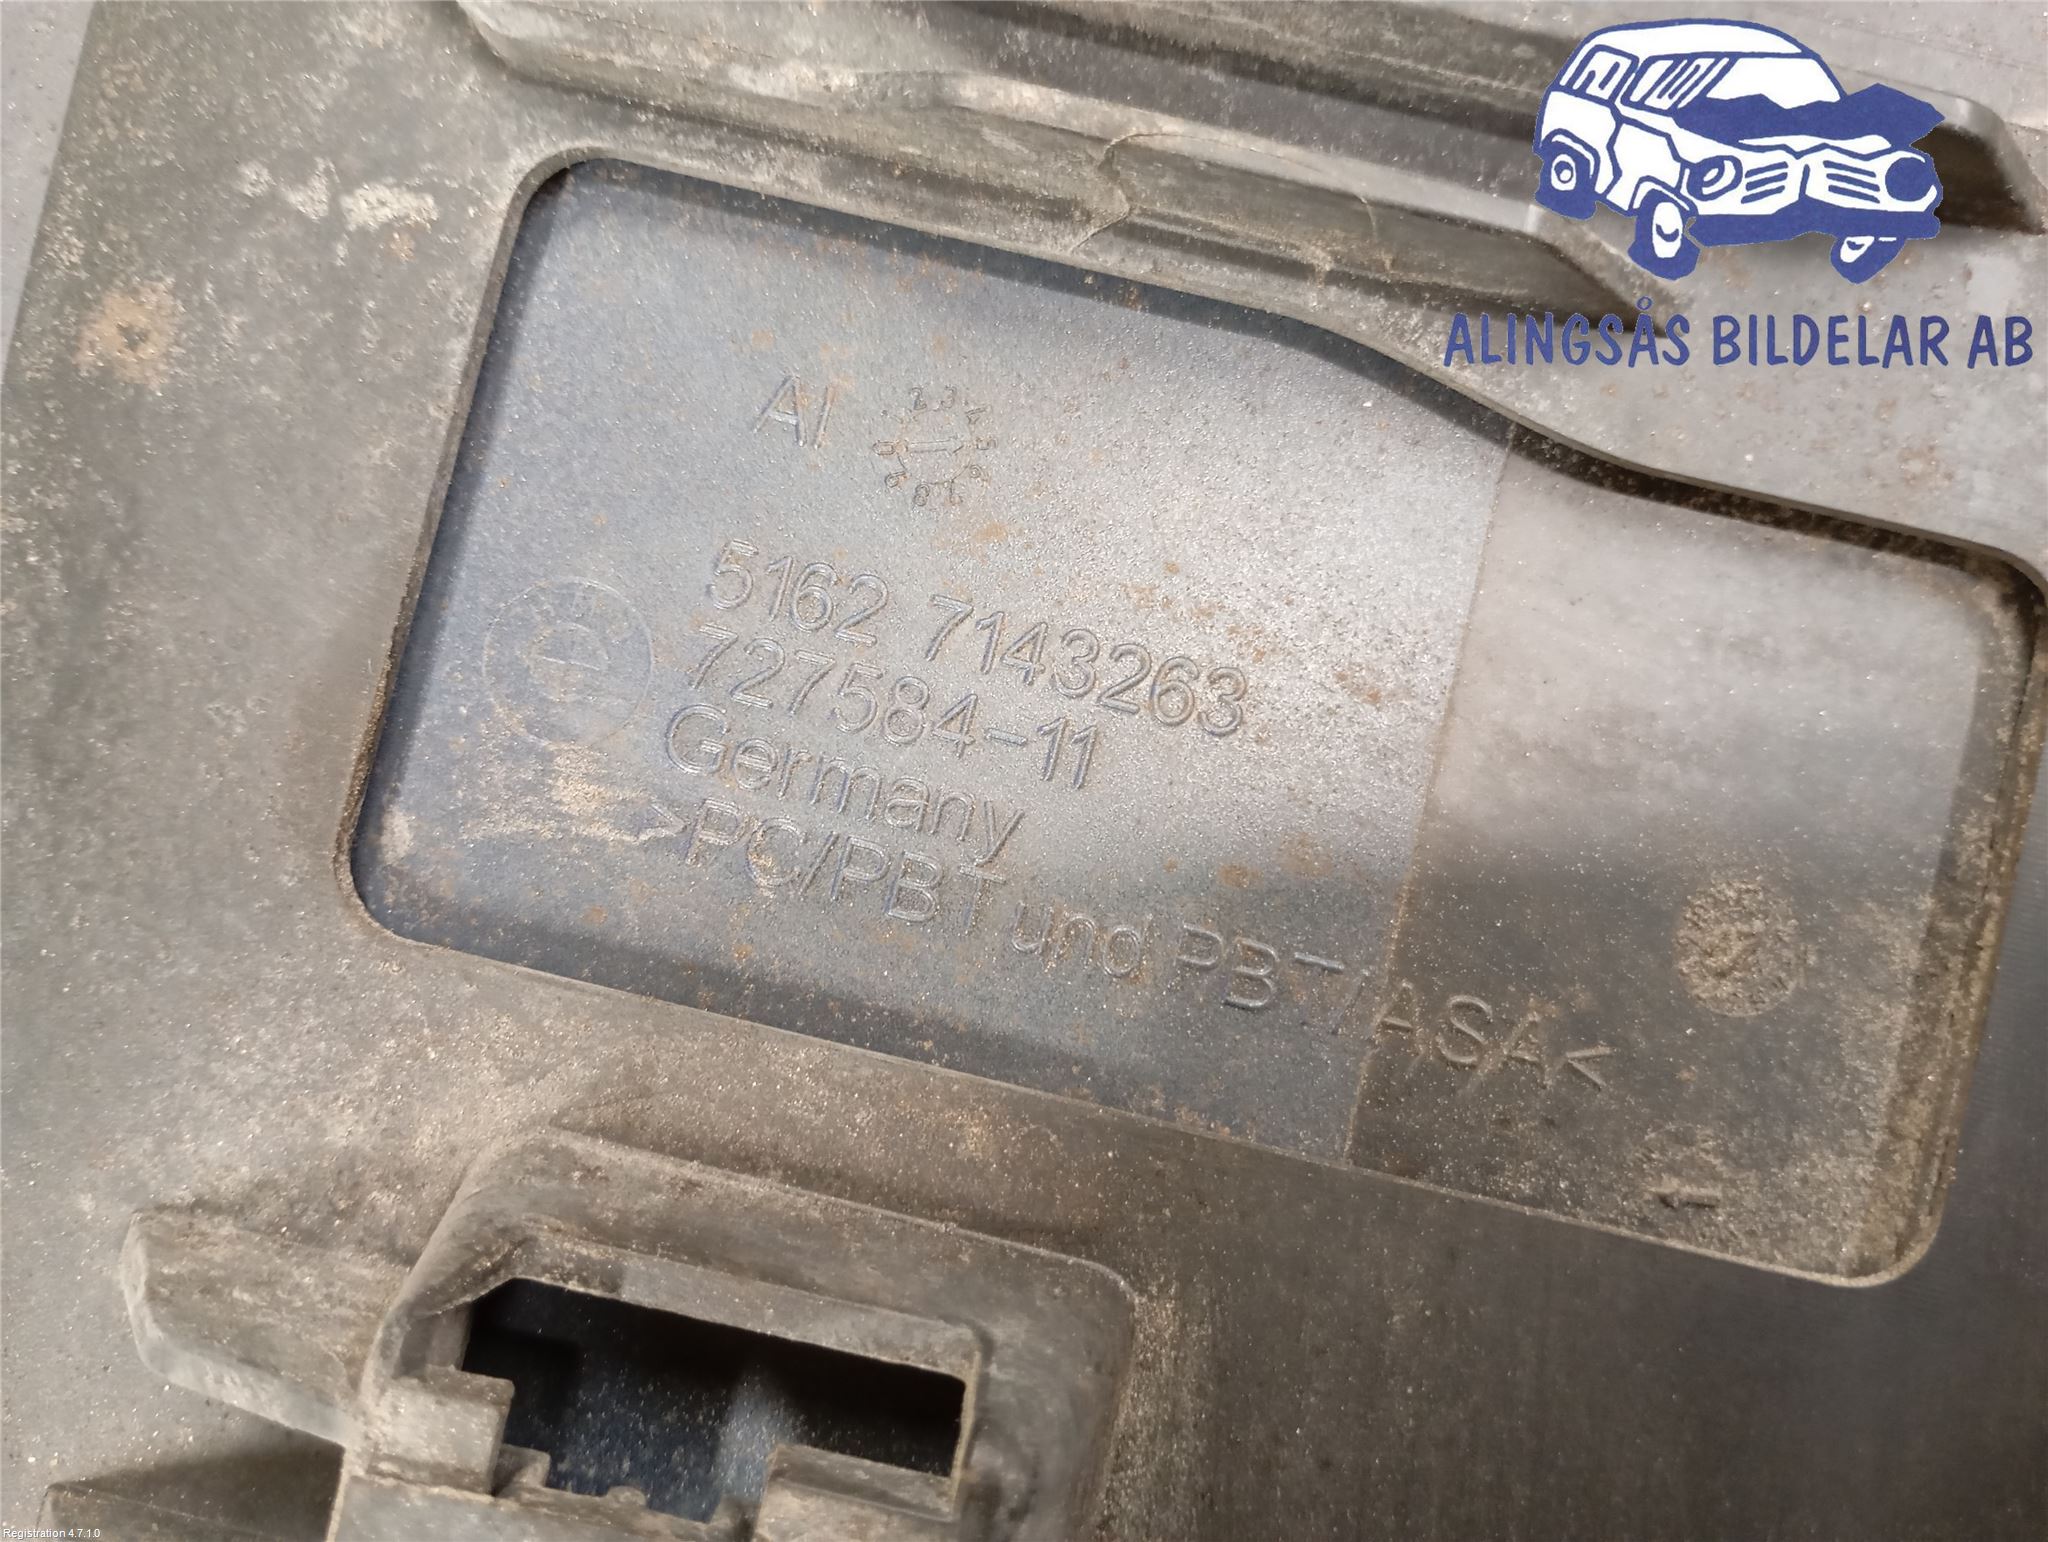 ALINGSÅS BILDELAR AB
AI
5162 7143263
727584-11
Germany
>PC/PBT und PBT/ASA<
1
Registration 4.7.1.0